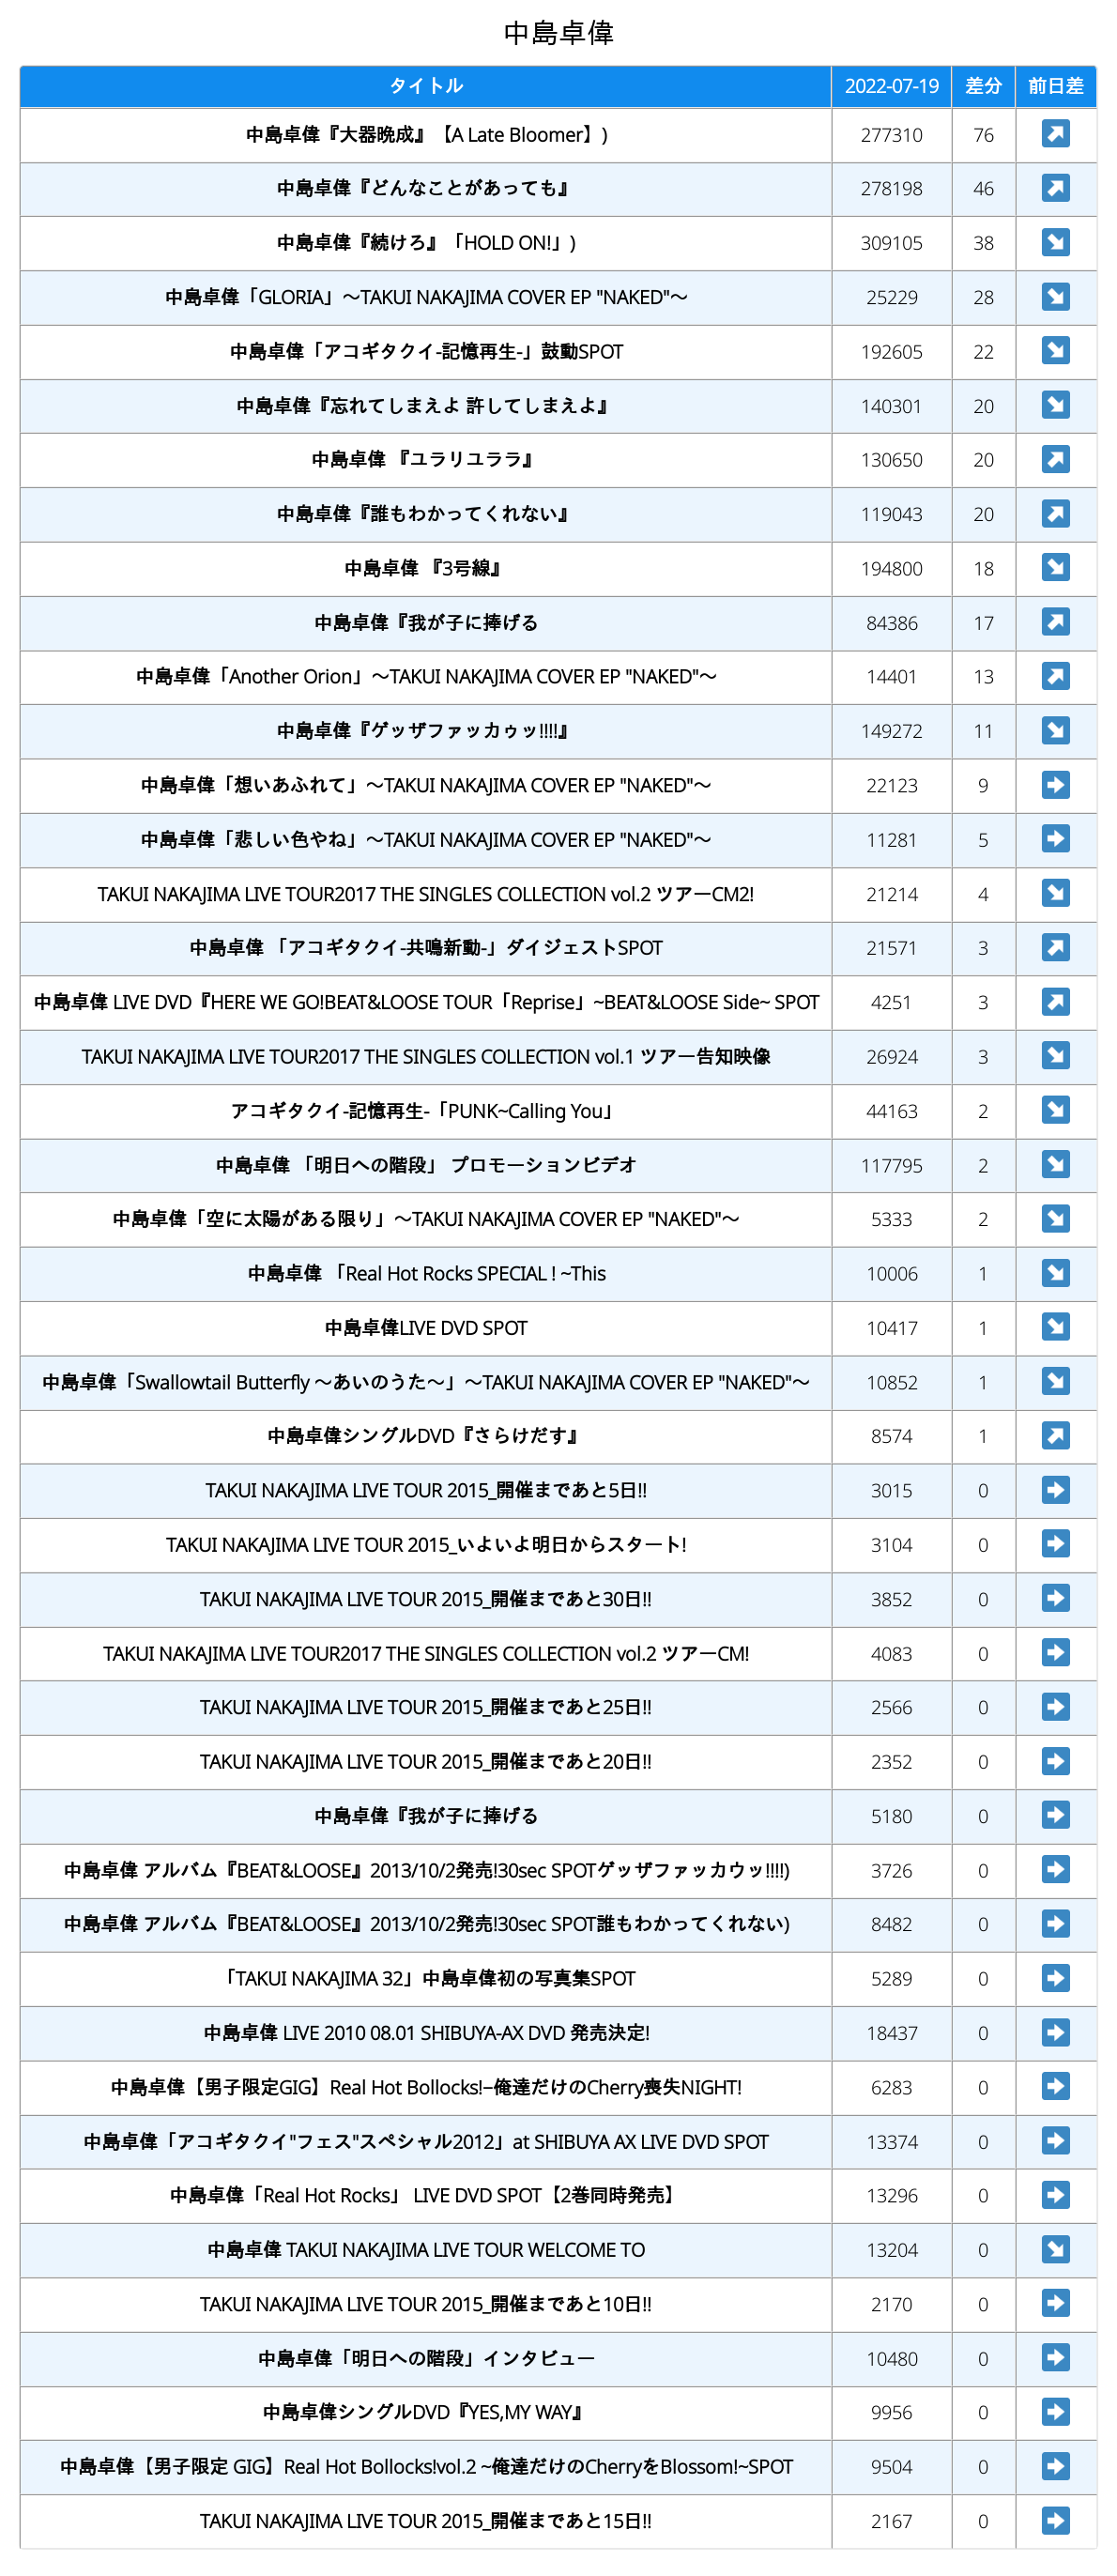 中島卓偉
タイトル 2022-07-19 差分 前日差
中島卓偉『大器晩成』【A Late Bloomer】) 277310 76
中島卓偉『どんなことがあっても』 278198 46
中島卓偉『続けろ』「HOLD ON!」) 309105 38
中島卓偉「GLORIA」〜TAKUI NAKAJIMA COVER EP "NAKED"〜 25229 28
中島卓偉「アコギタクイ-記憶再生-」鼓動SPOT 192605 22
中島卓偉『忘れてしまえよ 許してしまえよ』 140301 20
中島卓偉 『ユラリユララ』 130650 20
中島卓偉『誰もわかってくれない』 119043 20
中島卓偉 『3号線』 194800 18
中島卓偉『我が子に捧げる 84386 17
中島卓偉「Another Orion」〜TAKUI NAKAJIMA COVER EP "NAKED"〜 14401 13
中島卓偉『ゲッザファッカゥッ!!!!』 149272 11
中島卓偉「想いあふれて」〜TAKUI NAKAJIMA COVER EP "NAKED"〜 22123 9
中島卓偉「悲しい色やね」〜TAKUI NAKAJIMA COVER EP "NAKED"〜 11281 5
TAKUI NAKAJIMA LIVE TOUR2017 THE SINGLES COLLECTION vol.2 ツアーCM2! 21214 4
中島卓偉 「アコギタクイ-共鳴新動-」ダイジェストSPOT 21571 3
中島卓偉 LIVE DVD『HERE WE GO!BEAT&LOOSE TOUR「Reprise」~BEAT&LOOSE Side~ SPOT 4251 3
TAKUI NAKAJIMA LIVE TOUR2017 THE SINGLES COLLECTION vol.1 ツアー告知映像 26924 3
アコギタクイ-記憶再生-「PUNK~Calling You」 44163 2
中島卓偉 「明日への階段」 プロモーションビデオ 117795 2
中島卓偉「空に太陽がある限り」〜TAKUI NAKAJIMA COVER EP "NAKED"〜 5333 2
中島卓偉 「Real Hot Rocks SPECIAL ! ~This 10006 1
中島卓偉LIVE DVD SPOT 10417 1
中島卓偉「Swallowtail Butterfly 〜あいのうた〜」〜TAKUI NAKAJIMA COVER EP "NAKED"〜 10852 1
中島卓偉シングルDVD『さらけだす』 8574 1
TAKUI NAKAJIMA LIVE TOUR 2015_開催まであと5日!! 3015 0
TAKUI NAKAJIMA LIVE TOUR 2015_いよいよ明日からスタート! 3104 0
TAKUI NAKAJIMA LIVE TOUR 2015_開催まであと30日!! 3852 0
TAKUI NAKAJIMA LIVE TOUR2017 THE SINGLES COLLECTION vol.2 ツアーCM! 4083 0
TAKUI NAKAJIMA LIVE TOUR 2015_開催まであと25日!! 2566 0
TAKUI NAKAJIMA LIVE TOUR 2015_開催まであと20日!! 2352 0
中島卓偉『我が子に捧げる 5180 0
中島卓偉 アルバム『BEAT&LOOSE』2013/10/2発売!30sec SPOTゲッザファッカウッ!!!!) 3726 0
中島卓偉 アルバム『BEAT&LOOSE』2013/10/2発売!30sec SPOT誰もわかってくれない) 8482 0
「TAKUI NAKAJIMA 32」中島卓偉初の写真集SPOT 5289 0
中島卓偉 LIVE 2010 08.01 SHIBUYA-AX DVD 発売決定! 18437 0
中島卓偉【男子限定GIG】Real Hot Bollocks!−俺達だけのCherry喪失NIGHT! 6283 0
中島卓偉「アコギタクイ"フェス"スペシャル2012」at SHIBUYA AX LIVE DVD SPOT 13374 0
中島卓偉「Real Hot Rocks」 LIVE DVD SPOT【2巻同時発売】 13296 0
中島卓偉 TAKUI NAKAJIMA LIVE TOUR WELCOME TO 13204 0
TAKUI NAKAJIMA LIVE TOUR 2015_開催まであと10日!! 2170 0
中島卓偉「明日への階段」インタビュー 10480 0
中島卓偉シングルDVD『YES,MY WAY』 9956 0
中島卓偉【男子限定 GIG】Real Hot Bollocks!vol.2 ~俺達だけのCherryをBlossom!~SPOT 9504 0
TAKUI NAKAJIMA LIVE TOUR 2015_開催まであと15日!! 2167 0